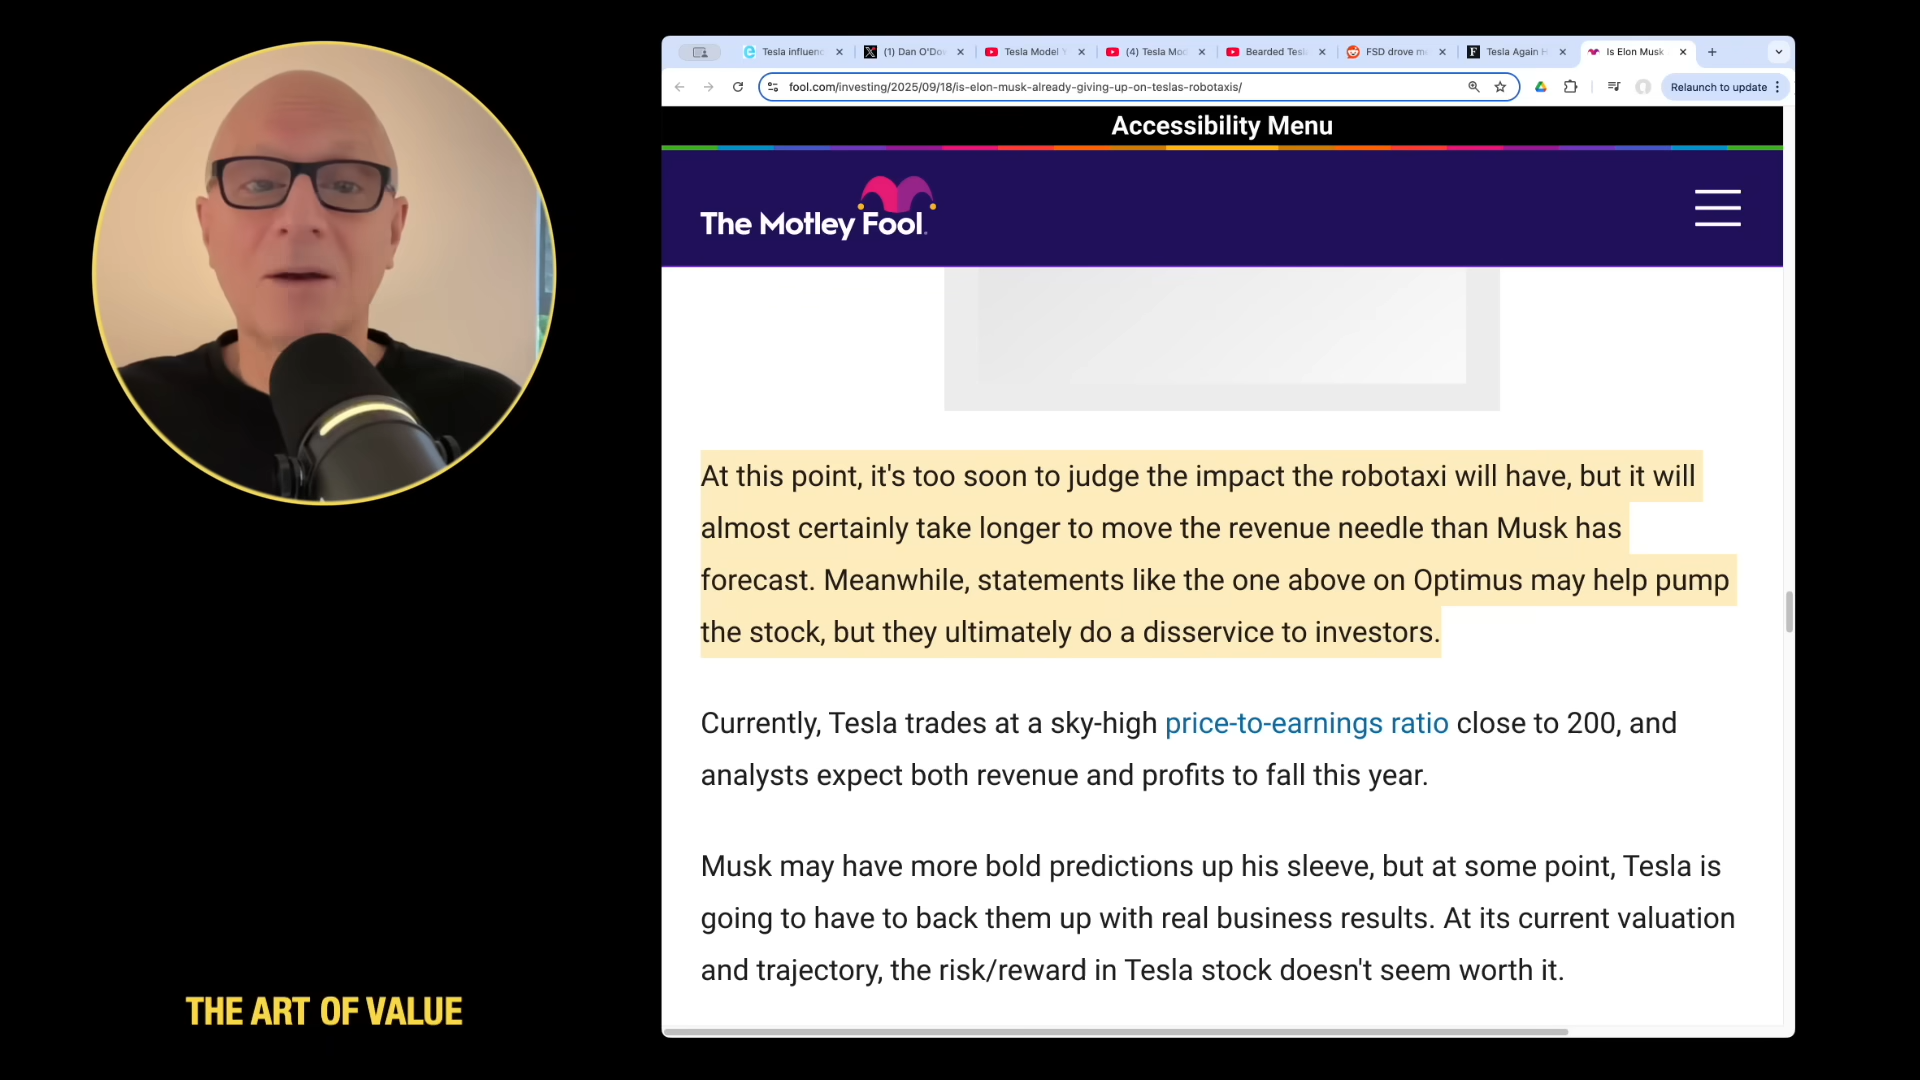 Tesla influenc
(1) Dan O'Do
Tesla Model Y
(4) Tesla Mod
Bearded Tesla
FSD drove me
Tesla Again H
Is Elon Musk
fool.com/investing/2025/09/18/is-elon-musk-already-giving-up-on-teslas-robotaxis/
Relaunch to update
Accessibility Menu
The Motley Fool.
At this point, it's too soon to judge the impact the robotaxi will have, but it will
almost certainly take longer to move the revenue needle than Musk has
forecast. Meanwhile, statements like the one above on Optimus may help pump
the stock, but they ultimately do a disservice to investors.
Currently, Tesla trades at a sky-high price-to-earnings ratio close to 200, and
analysts expect both revenue and profits to fall this year.
Musk may have more bold predictions up his sleeve, but at some point, Tesla is
going to have to back them up with real business results. At its current valuation
and trajectory, the risk/reward in Tesla stock doesn't seem worth it.
THE ART OF VALUE